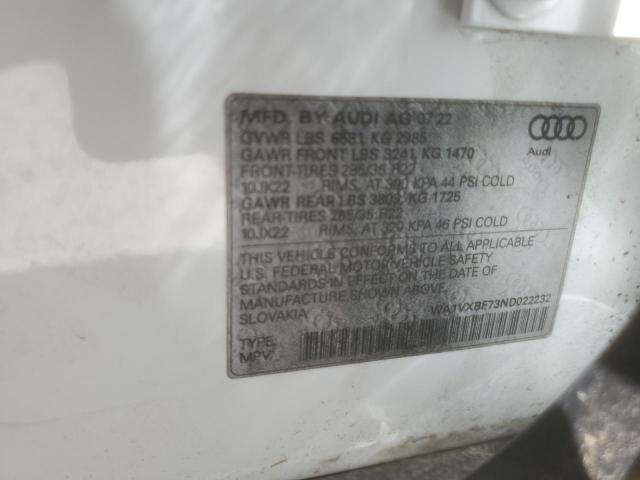 MFD. BY AUDI AG 07 22
GVWR LBS 6581, KG 2985
GAWR FRONT LBS 3241, KG 1470
FRONT-TIRES 285/35 R22
10JX22 RIMS, AT 300 KPA 44 PSI COLD
GAWR REAR LBS 3803, KG 1725
REAR-TIRES 285/35 R22
10JX22 RIMS, AT 320 KPA 46 PSI COLD
THIS VEHICLE CONFORMS TO ALL APPLICABLE
U.S. FEDERAL MOTOR VEHICLE SAFETY
STANDARDS IN EFFECT ON THE DATE OF
MANUFACTURE SHOWN ABOVE.
SLOVAKIA
WA1VXBF73ND022232
TYPE:
MPV
Audi